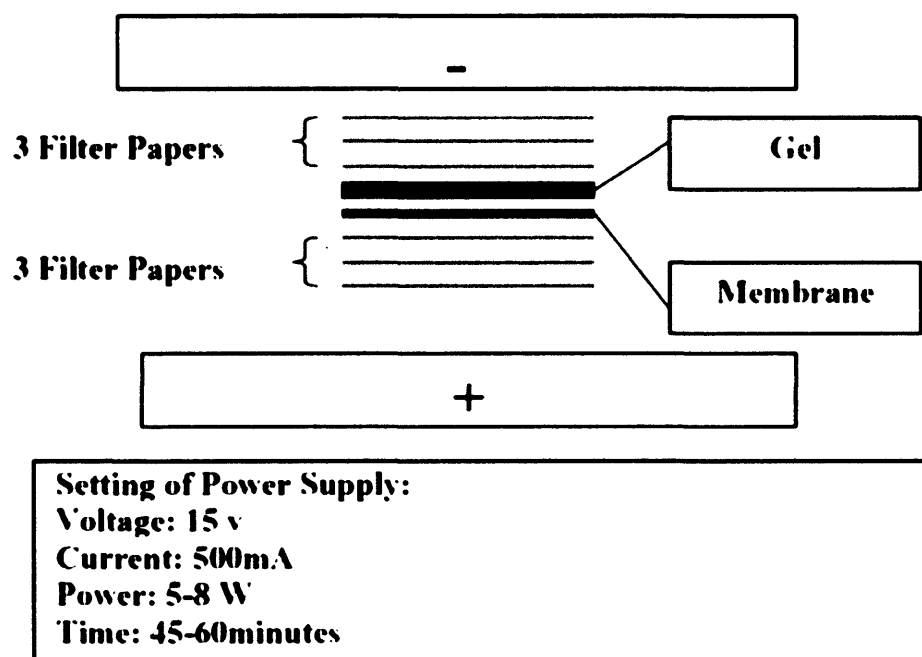 -
3 Filter Papers
Gel
3 Filter Papers
Membrane
+
Setting of Power Supply:
Voltage: 15 v
Current: 500mA
Power: 5-8 W
Time: 45-60minutes